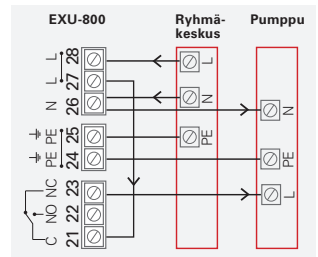 EXU-800
Ryhmä-
keskus
Pumppu
L 28
L 27
N 26
PE 25
PE 24
NC 23
NO 22
C 21
L
N
PE
N
PE
L